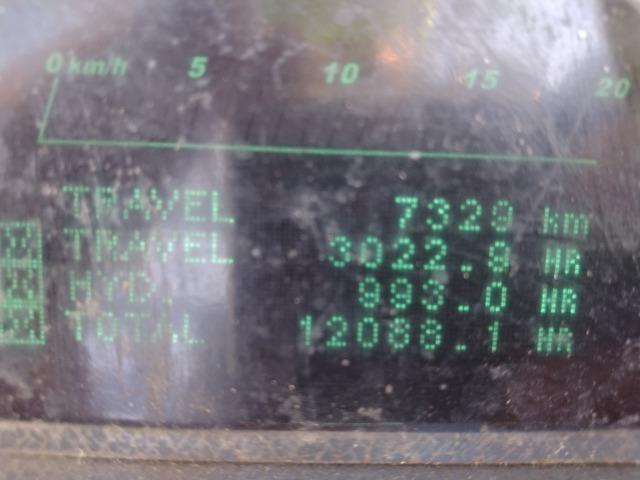 0 km/h 5 10 15 20
TRAVEL 7329 km
TRAVEL 3022.9 HR
HYD. 993.0 HR
TOTAL 12088.1 HR